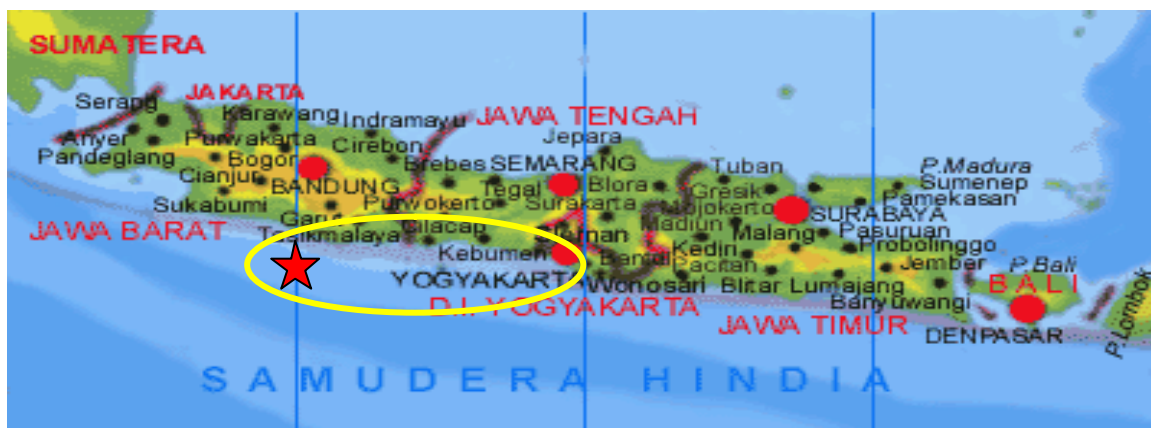 SUMATERA
JAKARTA
Serang
Karawang
Indramayu
JAWA TENGAH
Anyer
Purwakarta
Cirebon
Jepara
Pandeglang
Bogor
Brebes
SEMARANG
Tuban
P.Madura
Cianjur
BANDUNG
Tegal
Blora
Gresik
Sumenep
Sukabumi
Purwokerto
Surakarta
Mojokerto
Pamekasan
SURABAYA
JAWA BARAT
Garut
Tasikmalaya
Cilacap
Sleman
Madiun
Malang
Pasuruan
Kebumen
Bantul
Kediri
Probolinggo
YOGYAKARTA
Wonosari
Pacitan
Blitar
Lumajang
Jember
P.Bali
BALI
D.I. YOGYAKARTA
Banyuwangi
JAWA TIMUR
DENPASAR
P.Lombok
SAMUDERA HINDIA